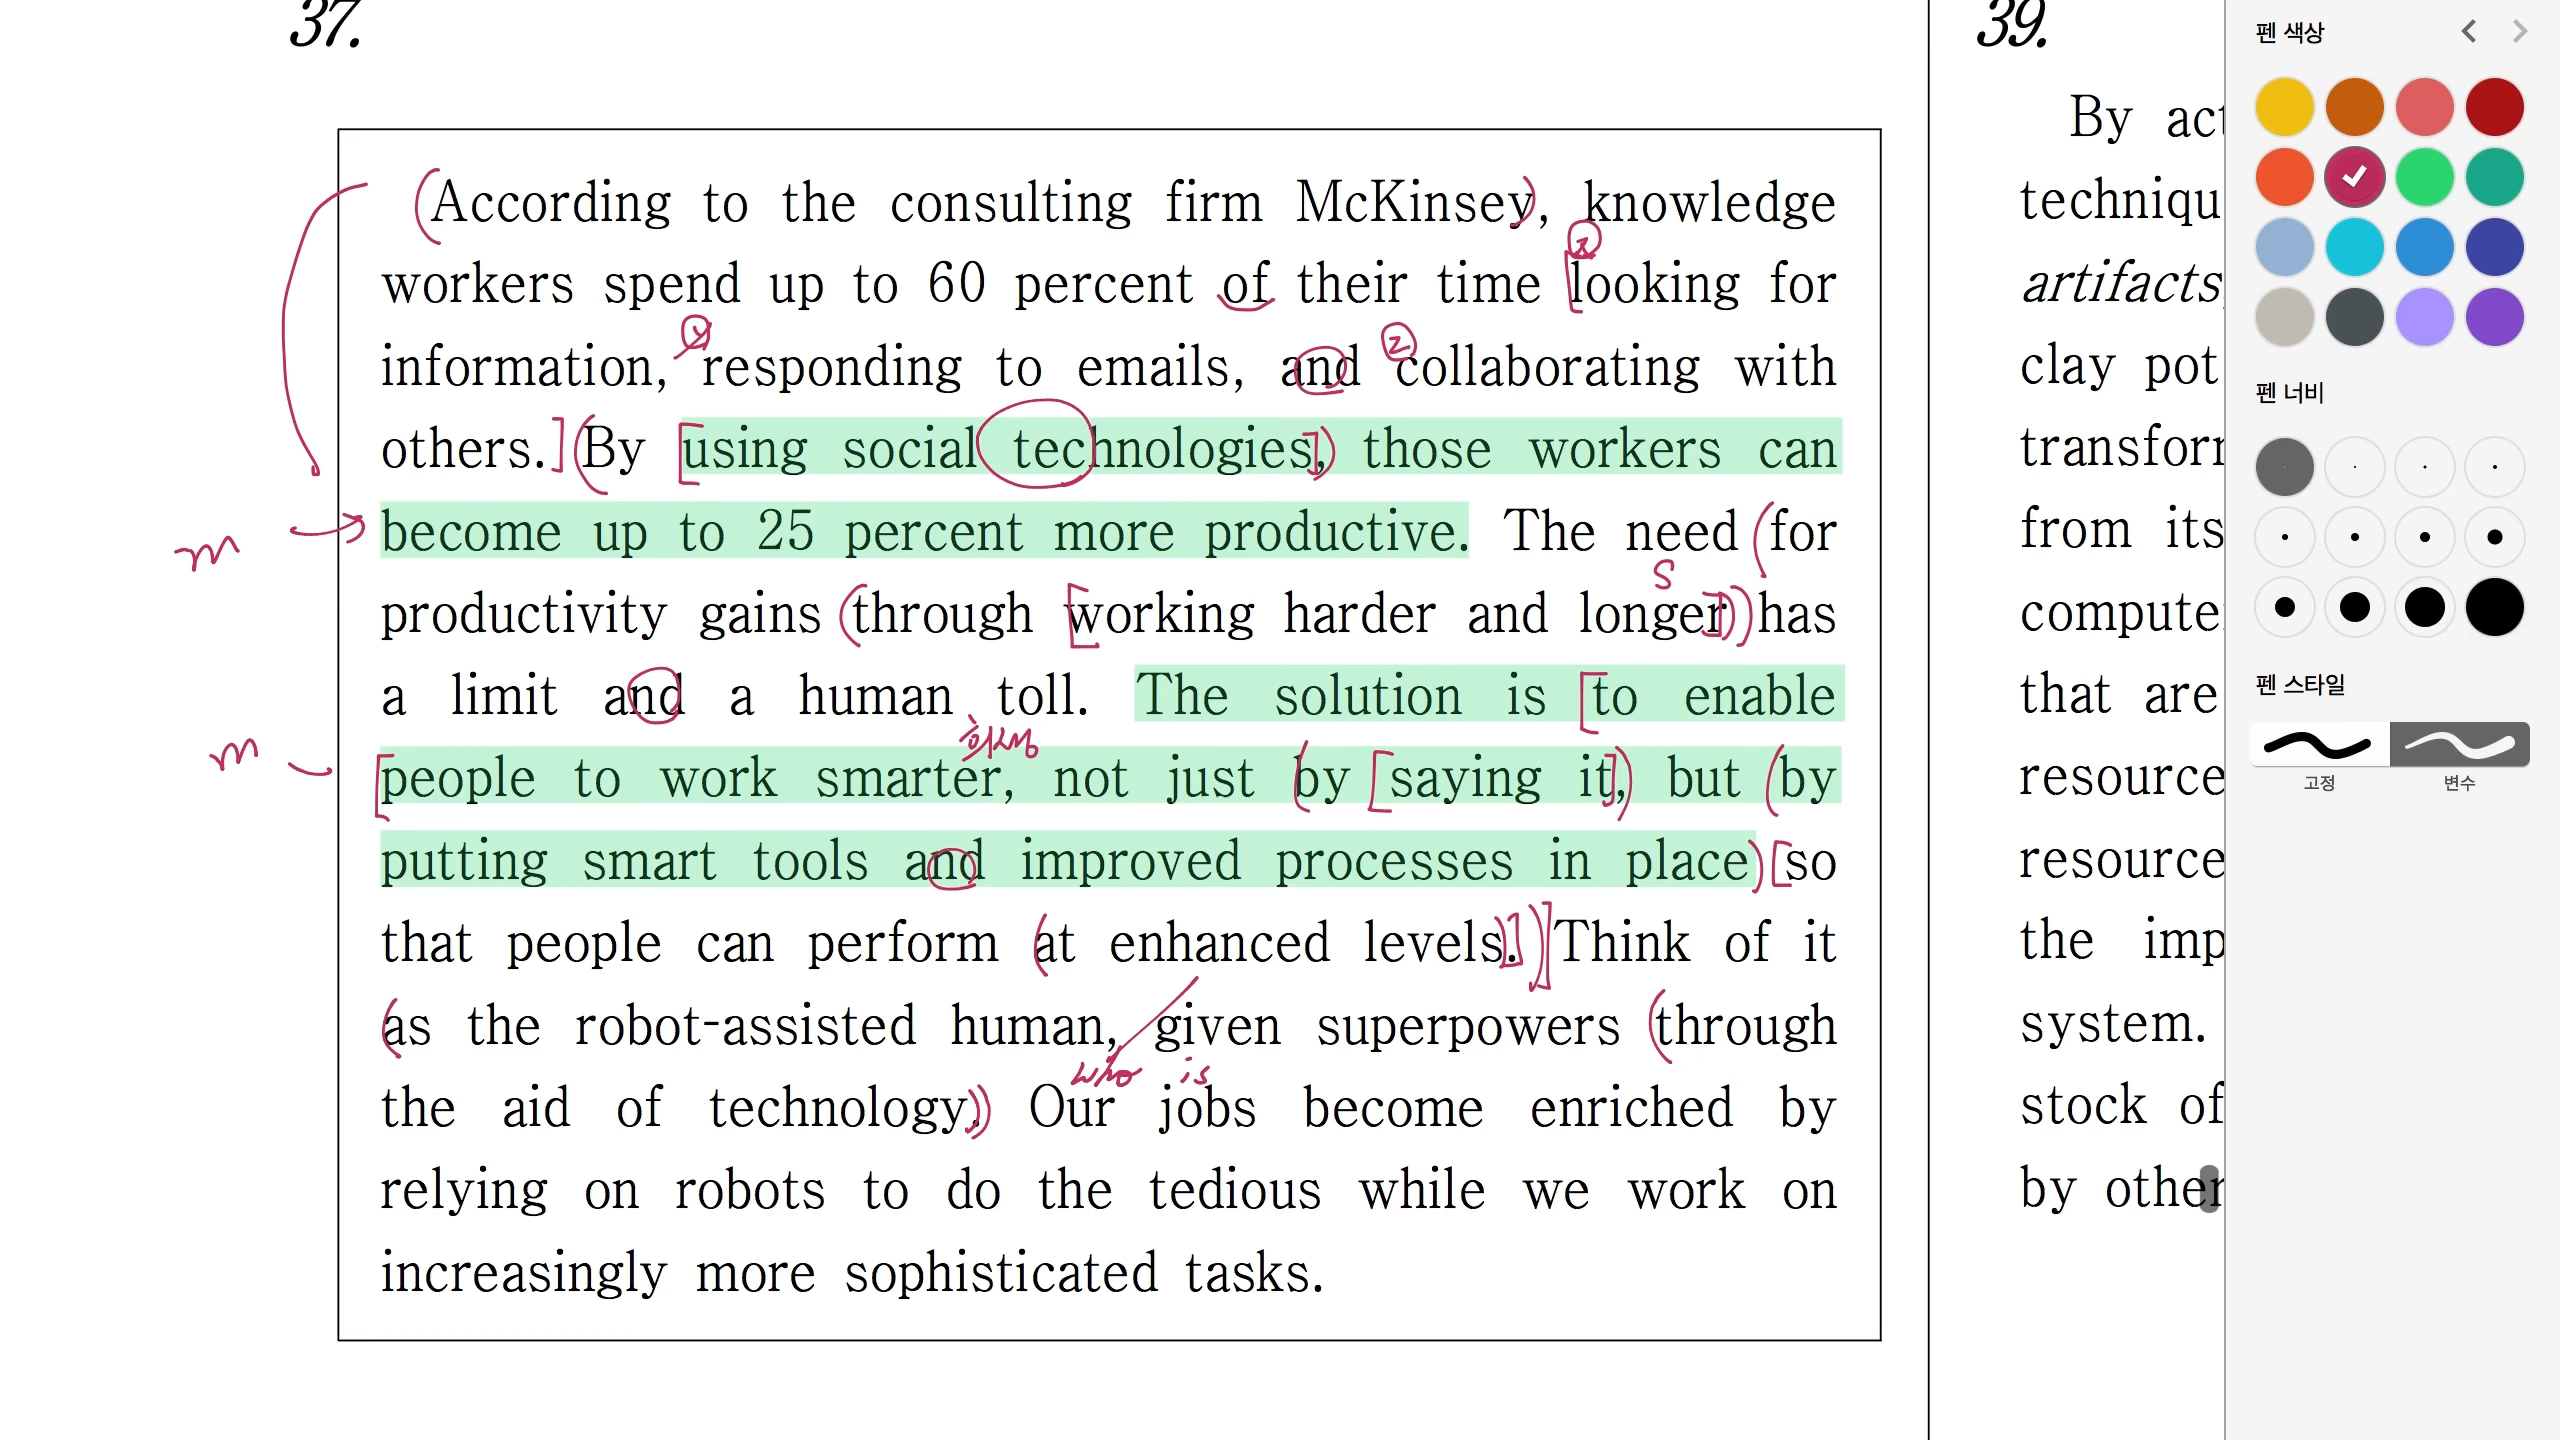 37.
According to the consulting firm McKinsey, knowledge
workers spend up to 60 percent of their time looking for
information, responding to emails, and collaborating with
others. By using social technologies, those workers can
become up to 25 percent more productive. The need for
productivity gains through working harder and longer has
a limit and a human toll. The solution is to enable
people to work smarter, not just by saying it, but by
putting smart tools and improved processes in place so
that people can perform at enhanced levels. Think of it
as the robot-assisted human, given superpowers through
the aid of technology. Our jobs become enriched by
relying on robots to do the tedious while we work on
increasingly more sophisticated tasks.
x
y
z
S
희생
who is
m
m
39.
By act
techniqu
artifacts,
clay pot
transforr
from its
compute
that are
resource
resource
the imp
system.
stock of
by other
펜 색상
펜 너비
펜 스타일
고정
변수